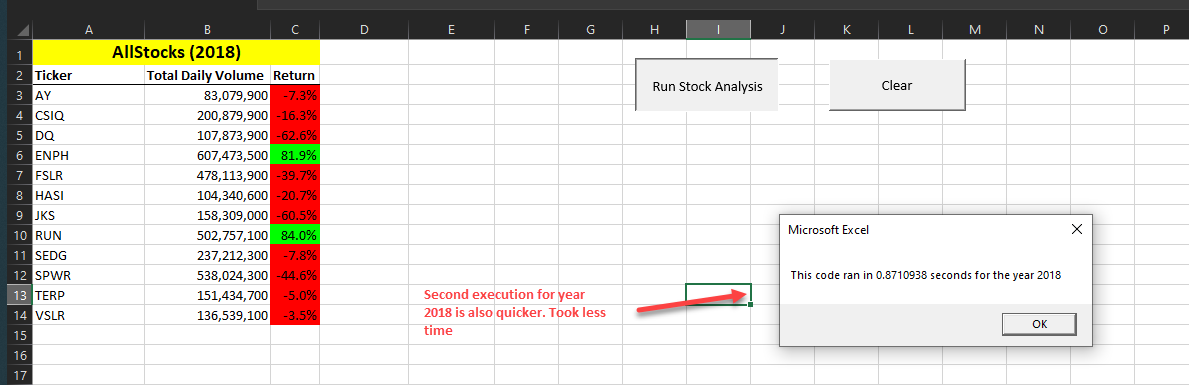 A B C D E F G H I J K L M N O P
1 AllStocks (2018)
2 Ticker Total Daily Volume Return
3 AY 83,079,900 -7.3%
4 CSIQ 200,879,900 -16.3%
5 DQ 107,873,900 -62.6%
6 ENPH 607,473,500 81.9%
7 FSLR 478,113,900 -39.7%
8 HASI 104,340,600 -20.7%
9 JKS 158,309,000 -60.5%
10 RUN 502,757,100 84.0%
11 SEDG 237,212,300 -7.8%
12 SPWR 538,024,300 -44.6%
13 TERP 151,434,700 -5.0%
14 VSLR 136,539,100 -3.5%
15
16
17
Run Stock Analysis
Clear
Second execution for year
2018 is also quicker. Took less
time
Microsoft Excel
This code ran in 0.8710938 seconds for the year 2018
OK